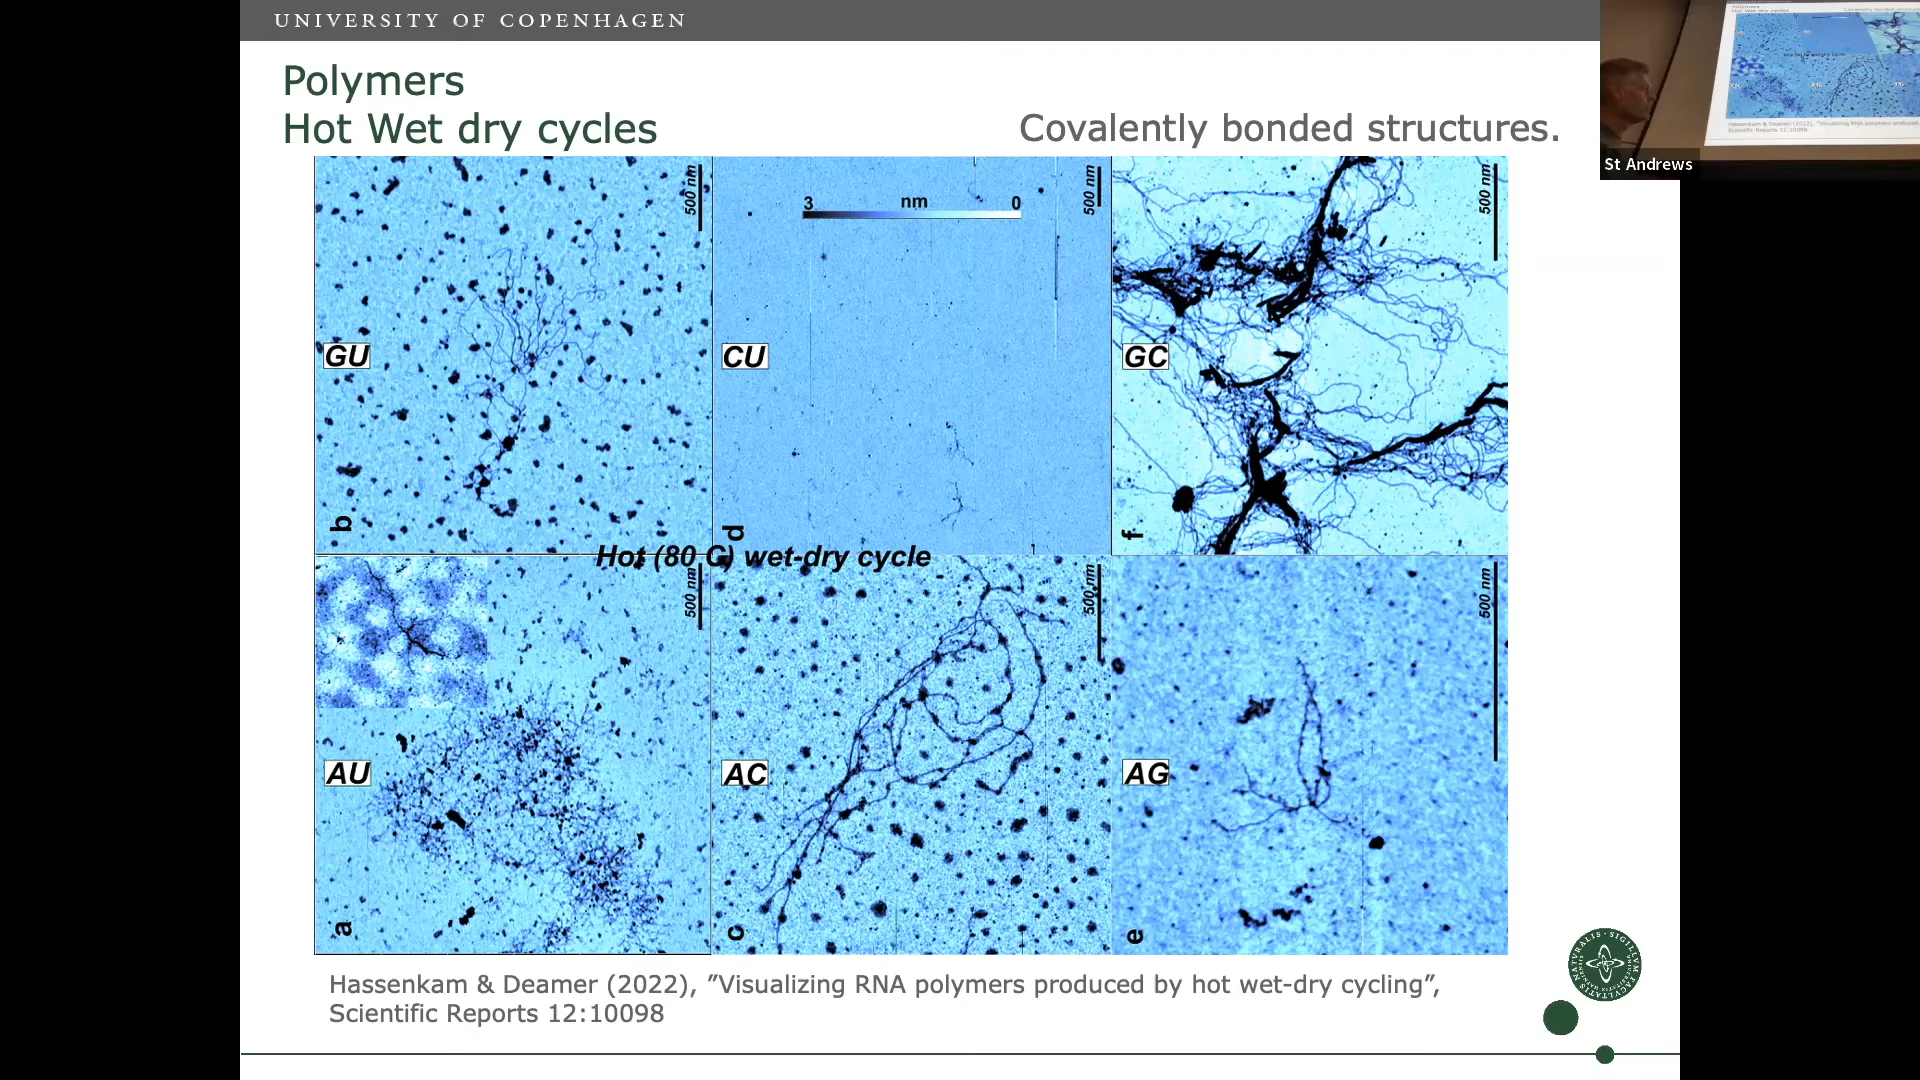 UNIVERSITY OF COPENHAGEN
Polymers
Hot Wet dry cycles
Covalently bonded structures.
St Andrews
500 nm
3 nm 0
500 nm
500 nm
GU
CU
GC
b
d
f
Hot (80 C) wet-dry cycle
500 nm
500 nm
500 nm
AU
AC
AG
a
c
e
Hassenkam & Deamer (2022), ”Visualizing RNA polymers produced by hot wet-dry cycling”,
Scientific Reports 12:10098